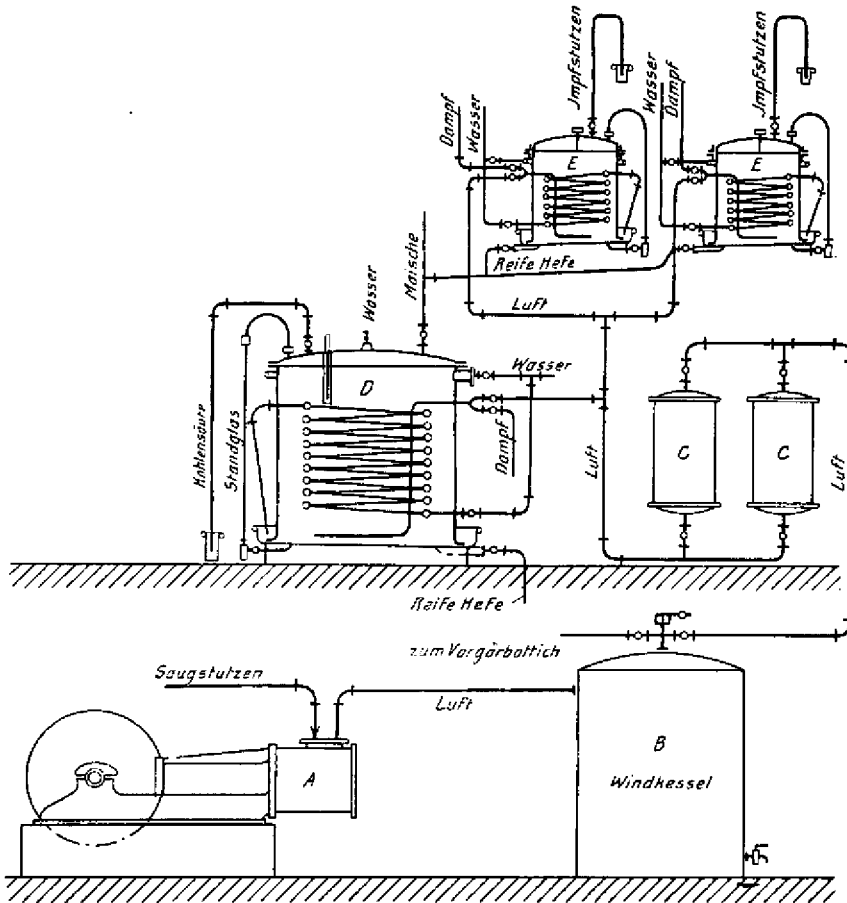 Jmpfstutzen
Jmpfstutzen
Dampf
Wasser
Wasser
Dampf
E
E
Maische
Reife Hefe
Luft
Wasser
Kohlensäure
Standglas
D
Wasser
Dampf
Luft
C
C
Luft
Reife Hefe
zum Vorgärbottich
Saugstutzen
Luft
A
B
Windkessel